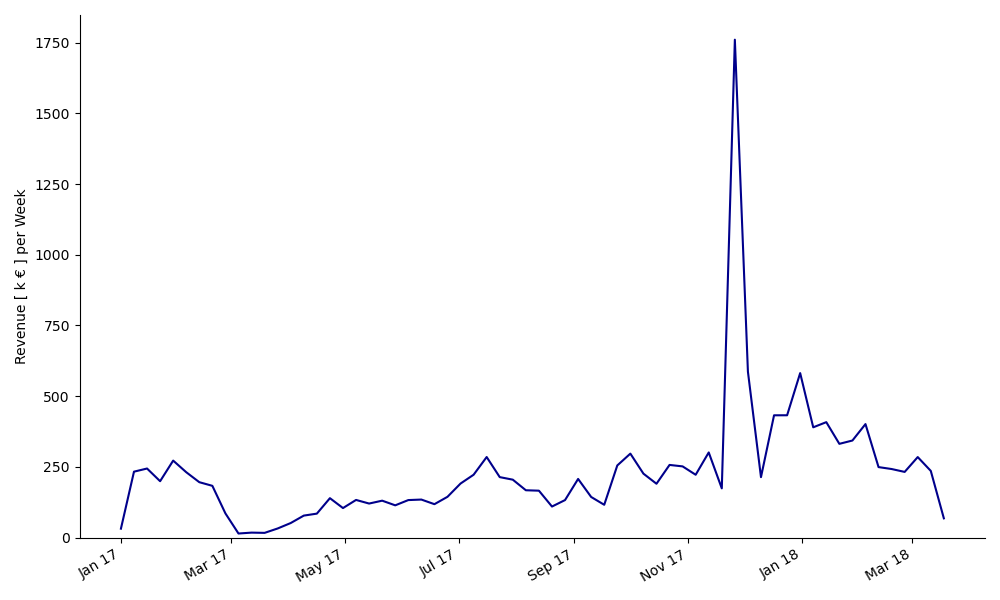 1750
1500
1250
1000
750
500
250
0
Revenue [ k € ] per Week
Jan 17
Mar 17
May 17
Jul 17
Sep 17
Nov 17
Jan 18
Mar 18